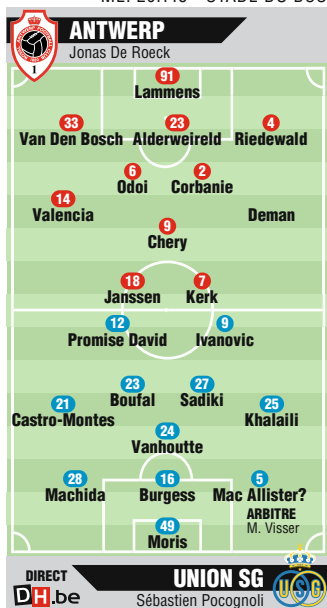 ANTWERP
Jonas De Roeck
1
91
Lammens
33 23 4
Van Den Bosch Alderweireld Riedewald
6 2
Odoi Corbanie
14
Valencia Deman
9
Chery
18 7
Janssen Kerk
12 9
Promise David Ivanovic
23 27
Boufal Sadiki
21 25
Castro-Montes Khalaili
24
Vanhoutte
28 16 5
Machida Burgess Mac Allister?
ARBITRE
M. Visser
49
Moris
DIRECT
DH.be
UNION SG
Sébastien Pocognoli
USG